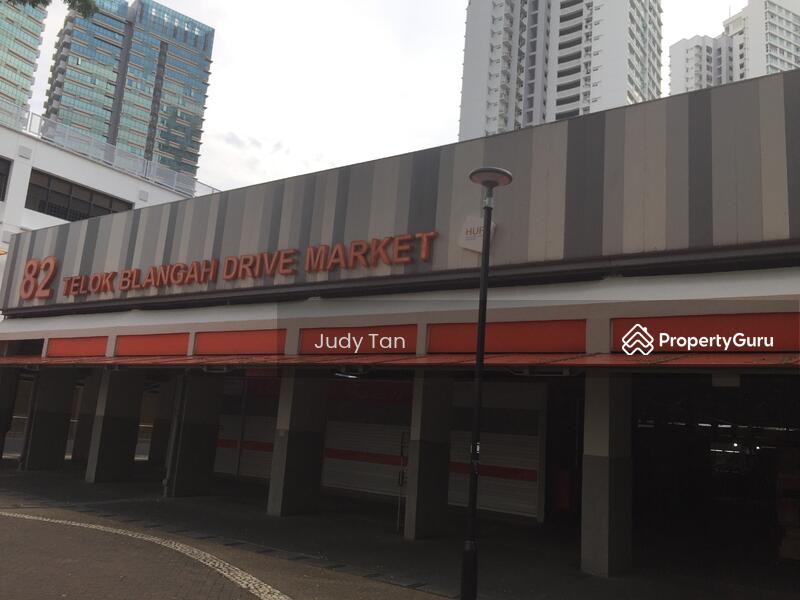 82 TELOK BLANGAH DRIVE MARKET
Judy Tan
PropertyGuru